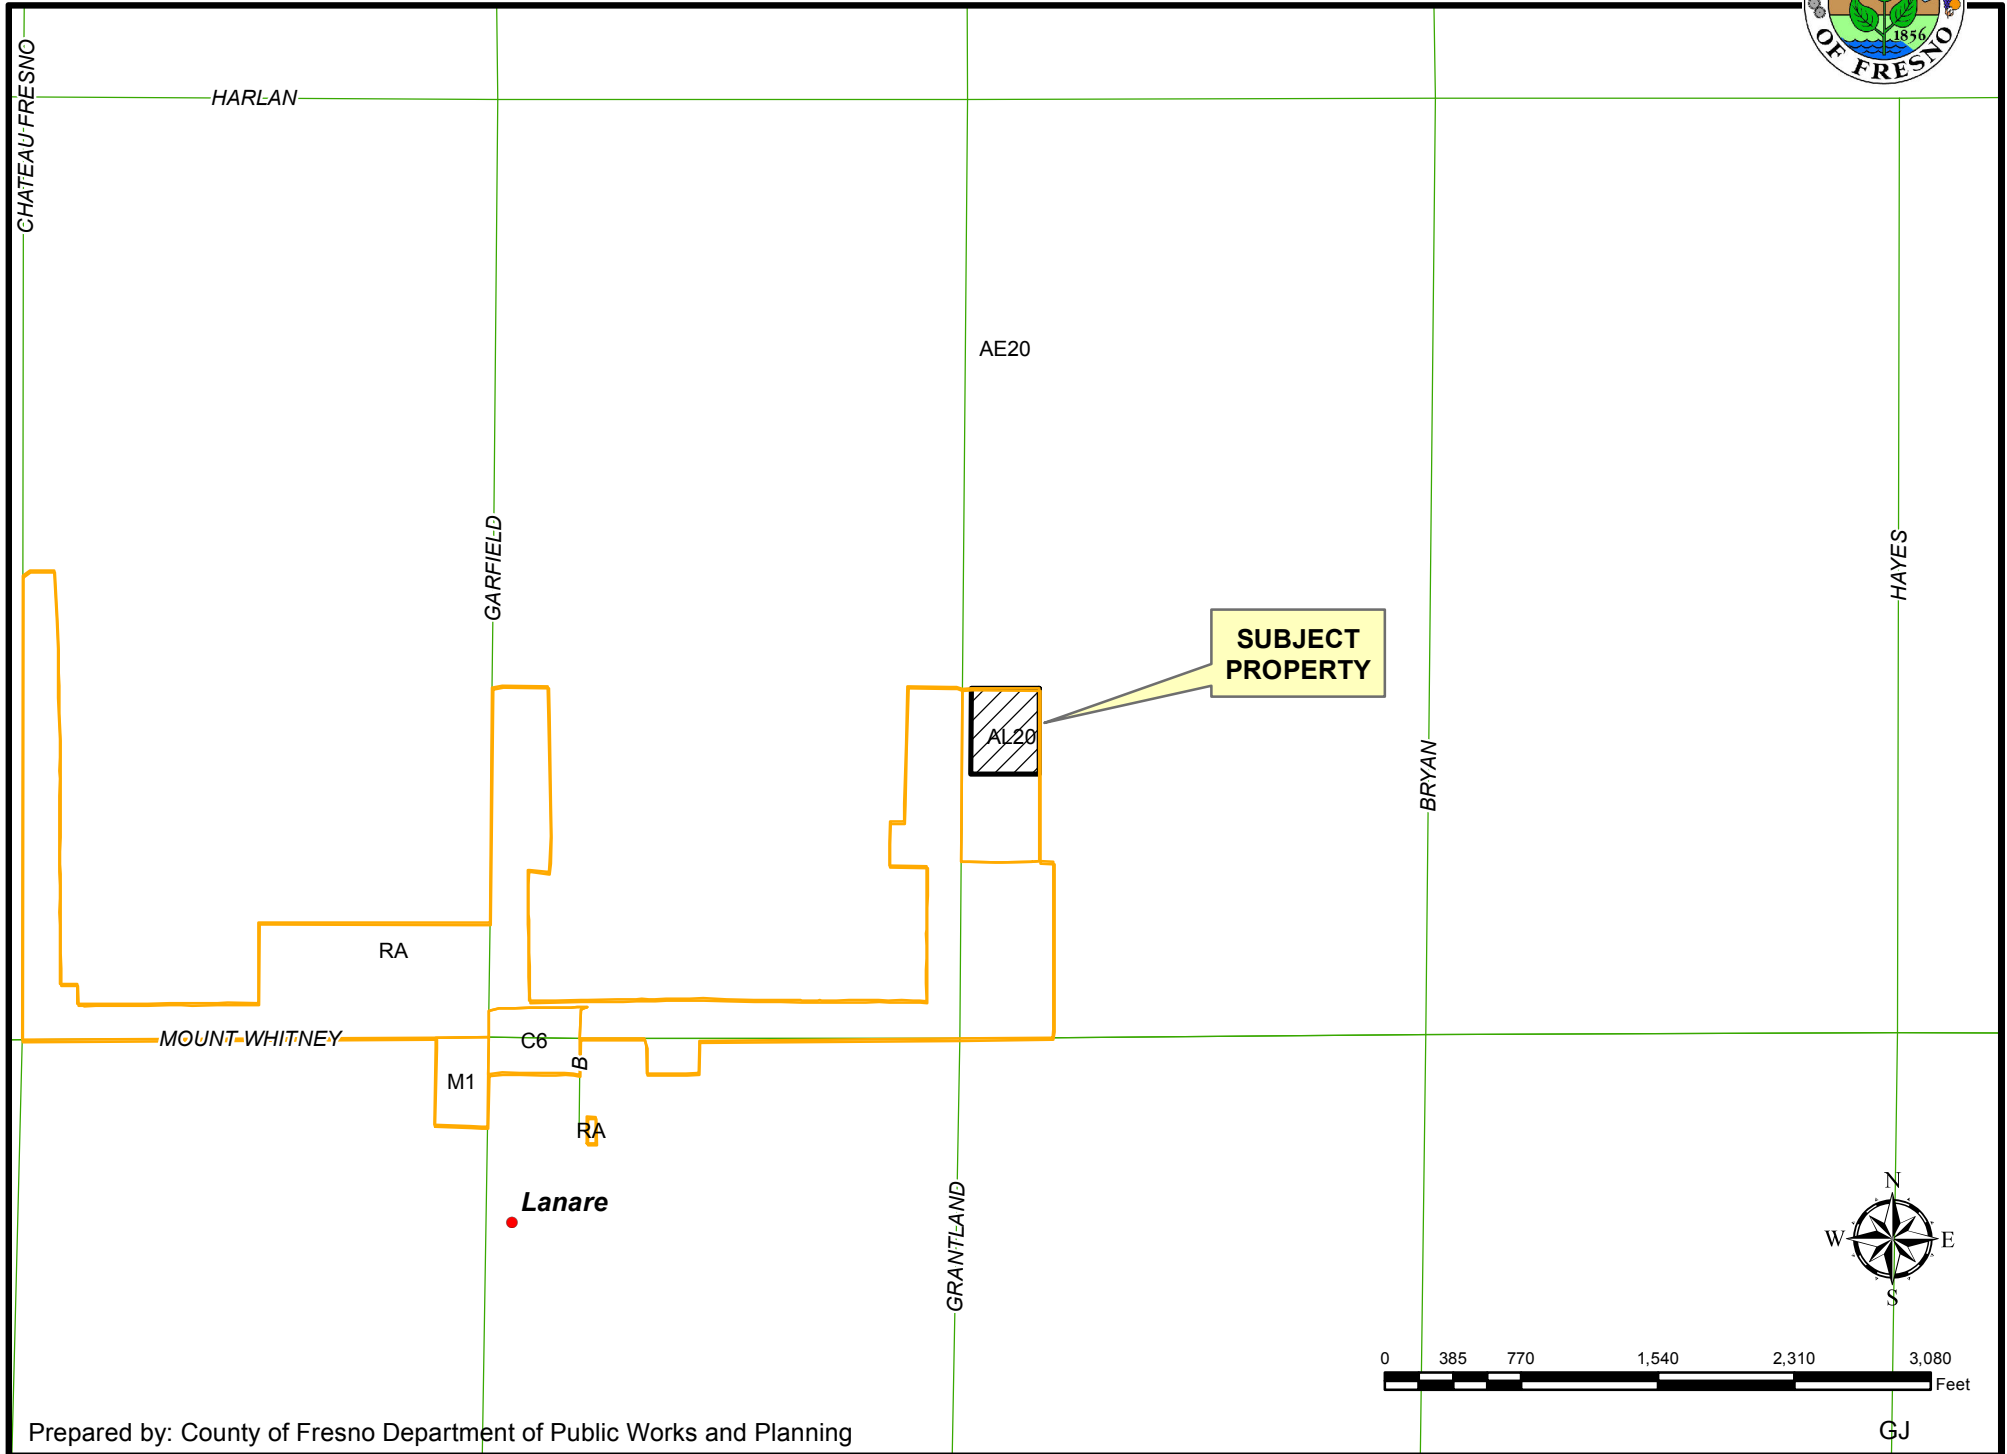 1856
OF FRESNO
CHATEAU FRESNO
HARLAN
AE20
GARFIELD
HAYES
SUBJECT
PROPERTY
AL20
BRYAN
RA
MOUNT WHITNEY
C6
B
M1
RA
Lanare
GRANTLAND
N
W
E
S
0 385 770 1,540 2,310 3,080
Feet
Prepared by: County of Fresno Department of Public Works and Planning
GJ